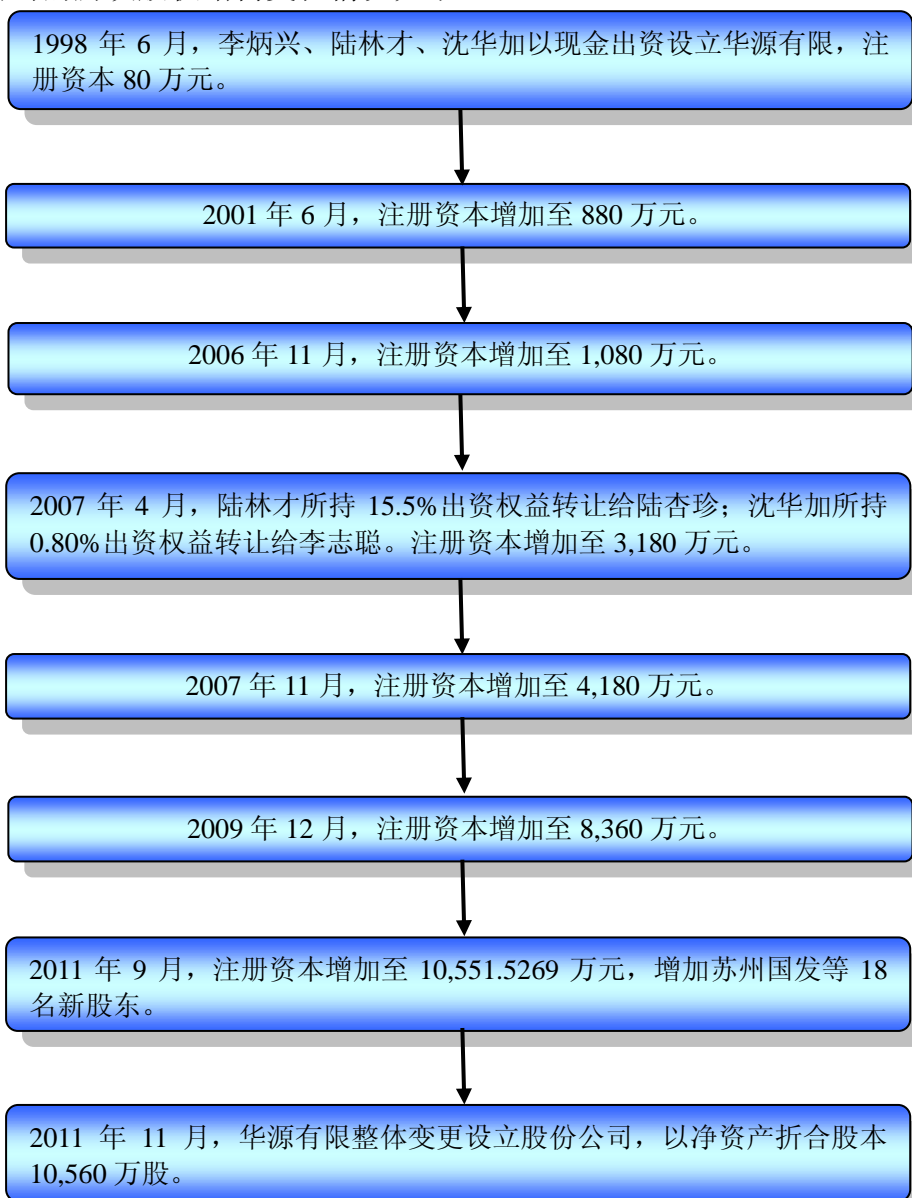 1998 年 6 月，李炳兴、陆林才、沈华加以现金出资设立华源有限，注
册资本 80 万元。
2001 年 6 月，注册资本增加至 880 万元。
2006 年 11 月，注册资本增加至 1,080 万元。
2007 年 4 月，陆林才所持 15.5%出资权益转让给陆杏珍；沈华加所持
0.80%出资权益转让给李志聪。注册资本增加至 3,180 万元。
2007 年 11 月，注册资本增加至 4,180 万元。
2009 年 12 月，注册资本增加至 8,360 万元。
2011 年 9 月，注册资本增加至 10,551.5269 万元，增加苏州国发等 18
名新股东。
2011 年 11 月，华源有限整体变更设立股份公司，以净资产折合股本
10,560 万股。